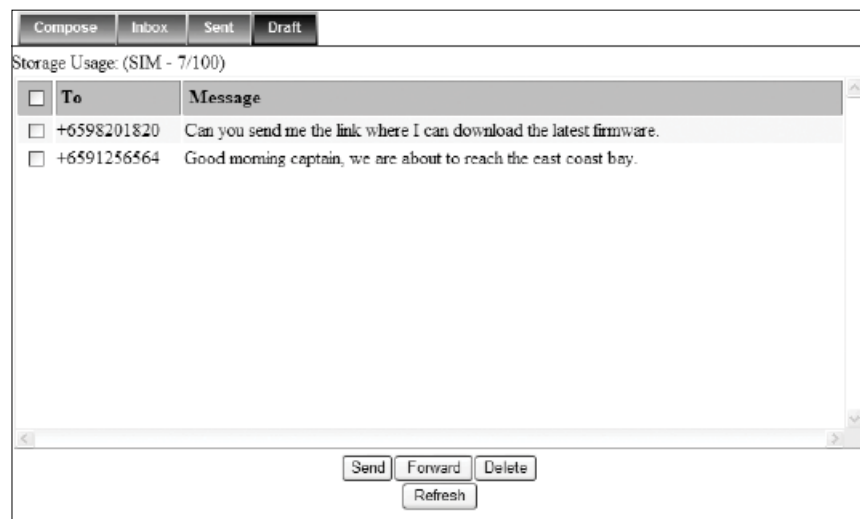 Compose Inbox Sent Draft
Storage Usage: (SIM - 7/100)
To Message
+6598201820 Can you send me the link where I can download the latest firmware.
+6591256564 Good morning captain, we are about to reach the east coast bay.
Send Forward Delete
Refresh